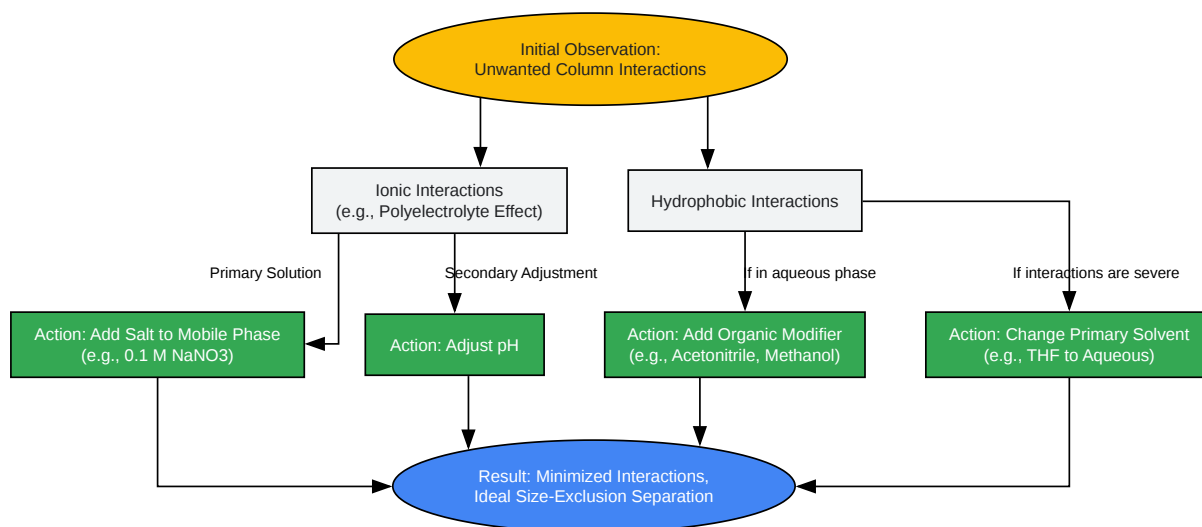 Initial Observation:
Unwanted Column Interactions
Ionic Interactions
(e.g., Polyelectrolyte Effect)
Hydrophobic Interactions
Primary Solution
Secondary Adjustment
If in aqueous phase
If interactions are severe
Action: Add Salt to Mobile Phase
(e.g., 0.1 M NaNO3)
Action: Adjust pH
Action: Add Organic Modifier
(e.g., Acetonitrile, Methanol)
Action: Change Primary Solvent
(e.g., THF to Aqueous)
Result: Minimized Interactions,
Ideal Size-Exclusion Separation